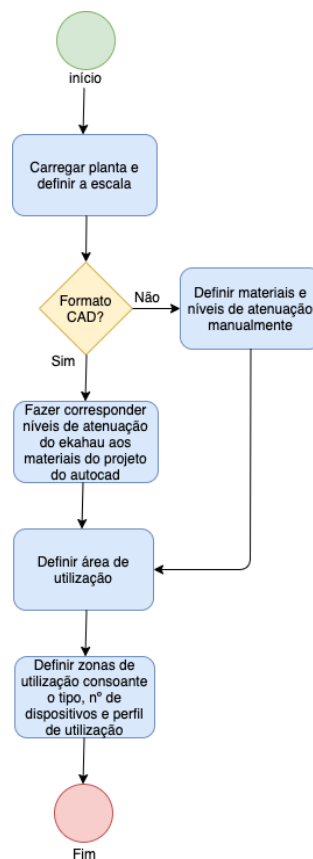 início
Carregar planta e
definir a escala
Formato
CAD?
Não
Definir materiais e
níveis de atenuação
manualmente
Sim
Fazer corresponder
níveis de atenuação
do ekahau aos
materiais do projeto
do autocad
Definir área de
utilização
Definir zonas de
utilização consoante
o tipo, nº de
dispositivos e perfil
de utilização
Fim